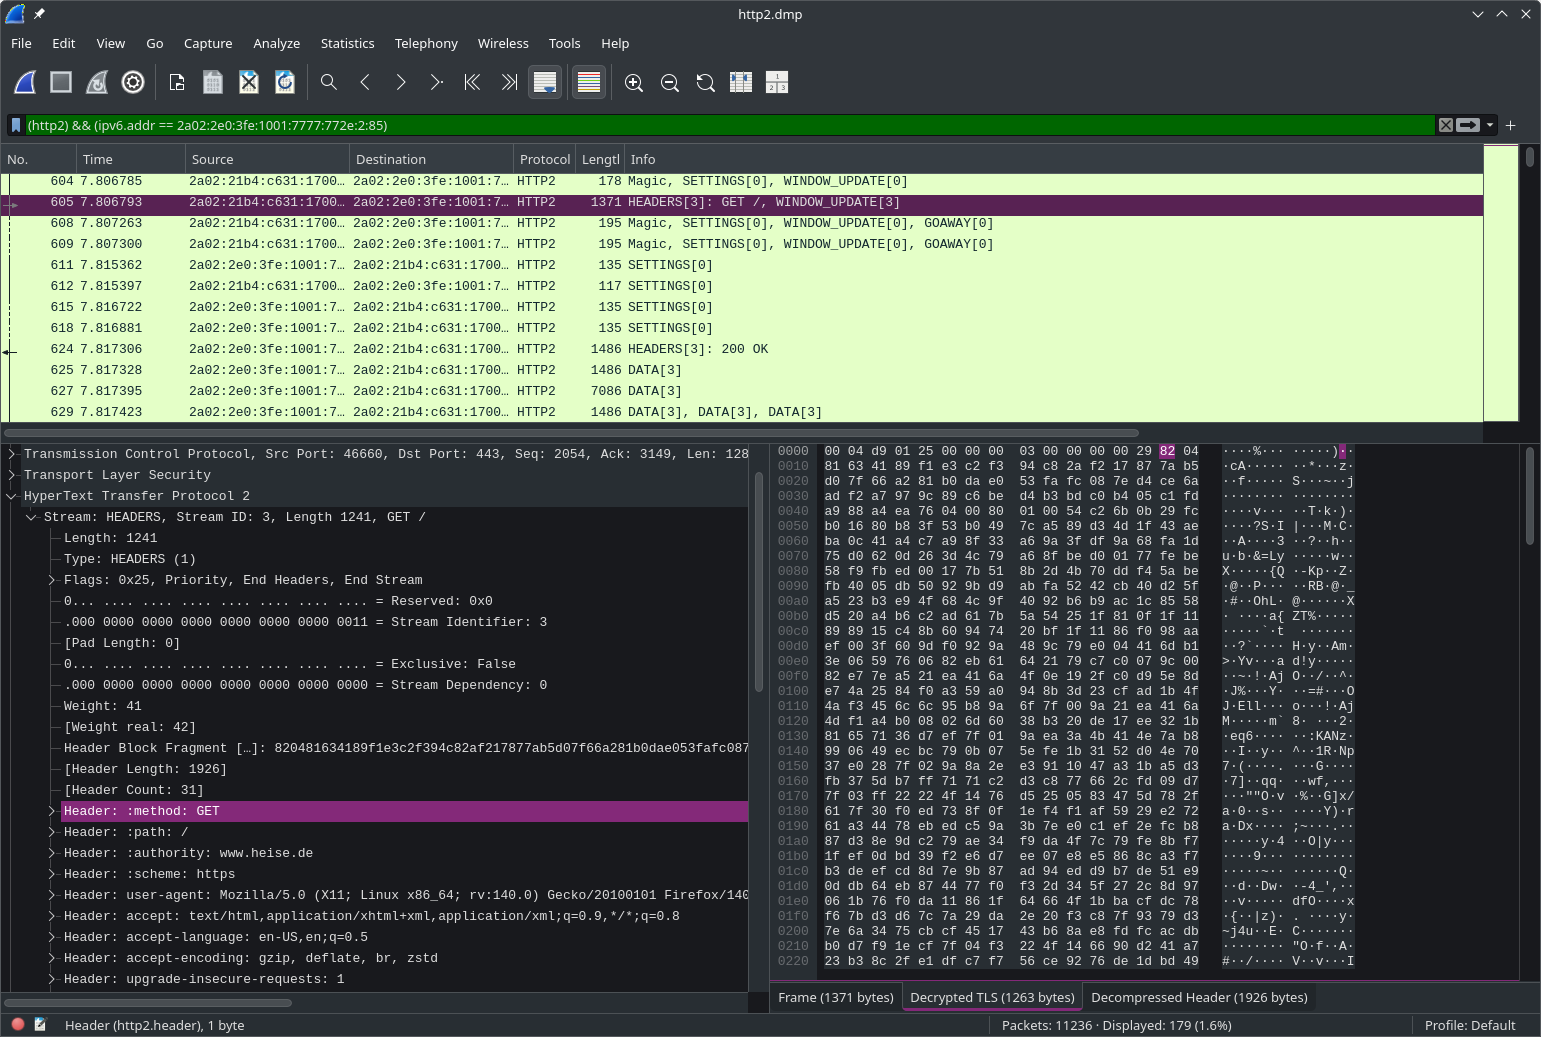 http2.dmp
File Edit View Go Capture Analyze Statistics Telephony Wireless Tools Help
(http2) && (ipv6.addr == 2a02:2e0:3fe:1001:7777:772e:2:85)
No. Time Source Destination Protocol Lengtl Info
604 7.806785 2a02:21b4:c631:1700… 2a02:2e0:3fe:1001:7… HTTP2 178 Magic, SETTINGS[0], WINDOW_UPDATE[0]
605 7.806793 2a02:21b4:c631:1700… 2a02:2e0:3fe:1001:7… HTTP2 1371 HEADERS[3]: GET /, WINDOW_UPDATE[3]
608 7.807263 2a02:21b4:c631:1700… 2a02:2e0:3fe:1001:7… HTTP2 195 Magic, SETTINGS[0], WINDOW_UPDATE[0], GOAWAY[0]
609 7.807300 2a02:21b4:c631:1700… 2a02:2e0:3fe:1001:7… HTTP2 195 Magic, SETTINGS[0], WINDOW_UPDATE[0], GOAWAY[0]
611 7.815362 2a02:2e0:3fe:1001:7… 2a02:21b4:c631:1700… HTTP2 135 SETTINGS[0]
612 7.815397 2a02:2e0:3fe:1001:7… 2a02:21b4:c631:1700… HTTP2 117 SETTINGS[0]
615 7.816722 2a02:2e0:3fe:1001:7… 2a02:21b4:c631:1700… HTTP2 135 SETTINGS[0]
618 7.816881 2a02:2e0:3fe:1001:7… 2a02:21b4:c631:1700… HTTP2 135 SETTINGS[0]
624 7.817306 2a02:2e0:3fe:1001:7… 2a02:21b4:c631:1700… HTTP2 1486 HEADERS[3]: 200 OK
625 7.817328 2a02:2e0:3fe:1001:7… 2a02:21b4:c631:1700… HTTP2 1486 DATA[3]
627 7.817395 2a02:2e0:3fe:1001:7… 2a02:21b4:c631:1700… HTTP2 7086 DATA[3]
629 7.817423 2a02:2e0:3fe:1001:7… 2a02:21b4:c631:1700… HTTP2 1486 DATA[3], DATA[3], DATA[3]
Transmission Control Protocol, Src Port: 46660, Dst Port: 443, Seq: 2054, Ack: 3149, Len: 128
Transport Layer Security
HyperText Transfer Protocol 2
Stream: HEADERS, Stream ID: 3, Length 1241, GET /
Length: 1241
Type: HEADERS (1)
Flags: 0x25, Priority, End Headers, End Stream
0... .... .... .... .... .... .... .... = Reserved: 0x0
.000 0000 0000 0000 0000 0000 0000 0011 = Stream Identifier: 3
[Pad Length: 0]
0... .... .... .... .... .... .... .... = Exclusive: False
.000 0000 0000 0000 0000 0000 0000 0000 = Stream Dependency: 0
Weight: 41
[Weight real: 42]
Header Block Fragment […]: 820481634189f1e3c2f394c82af217877ab5d07f66a281b0dae053fafc087
[Header Length: 1926]
[Header Count: 31]
Header: :method: GET
Header: :path: /
Header: :authority: www.heise.de
Header: :scheme: https
Header: user-agent: Mozilla/5.0 (X11; Linux x86_64; rv:140.0) Gecko/20100101 Firefox/140
Header: accept: text/html,application/xhtml+xml,application/xml;q=0.9,*/*;q=0.8
Header: accept-language: en-US,en;q=0.5
Header: accept-encoding: gzip, deflate, br, zstd
Header: upgrade-insecure-requests: 1
0000 00 04 d9 01 25 00 00 00 03 00 00 00 00 29 82 04 ····%··· ·····)··
0010 81 63 41 89 f1 e3 c2 f3 94 c8 2a f2 17 87 7a b5 ·cA····· ··*···z·
0020 d0 7f 66 a2 81 b0 da e0 53 fa fc 08 7e d4 ce 6a ··f····· S···~··j
0030 ad f2 a7 97 9c 89 c6 be d4 b3 bd c0 b4 05 c1 fd ········ ········
0040 a9 88 a4 ea 76 04 00 80 01 00 54 c2 6b 0b 29 fc ····v··· ··T·k·)·
0050 b0 16 80 b8 3f 53 b0 49 7c a5 89 d3 4d 1f 43 ae ····?S·I |···M·C·
0060 ba 0c 41 a4 c7 a9 8f 33 a6 9a 3f df 9a 68 fa 1d ··A····3 ··?··h··
0070 75 d0 62 0d 26 3d 4c 79 a6 8f be d0 01 77 fe be u·b·&=Ly ·····w··
0080 58 f9 fb ed 00 17 7b 51 8b 2d 4b 70 dd f4 5a be X·····{Q ·-Kp··Z·
0090 fb 40 05 db 50 92 9b d9 ab fa 52 42 cb 40 d2 5f ·@··P··· ··RB·@·_
00a0 a5 23 b3 e9 4f 68 4c 9f 40 92 b6 b9 ac 1c 85 58 ·#··OhL· @······X
00b0 d5 20 a4 b6 c2 ad 61 7b 5a 54 25 1f 81 0f 1f 11 · ····a{ ZT%·····
00c0 89 89 15 c4 8b 60 94 74 20 bf 1f 11 86 f0 98 aa ·····`·t  ·······
00d0 ef 00 3f 60 9d f0 92 9a 48 9c 79 e0 04 41 6d b1 ··?`···· H·y··Am·
00e0 3e 06 59 76 06 82 eb 61 64 21 79 c7 c0 07 9c 00 >·Yv···a d!y·····
00f0 82 e7 7e a5 21 ea 41 6a 4f 0e 19 2f c0 d9 5e 8d ··~·!·Aj O··/··^·
0100 e7 4a 25 84 f0 a3 59 a0 94 8b 3d 23 cf ad 1b 4f ·J%···Y· ··=#···O
0110 4a f3 45 6c 6c 95 b8 9a 6f 7f 00 9a 21 ea 41 6a J·Ell··· o···!·Aj
0120 4d f1 a4 b0 08 02 6d 60 38 b3 20 de 17 ee 32 1b M·····m` 8· ···2·
0130 81 65 71 36 d7 ef 7f 01 9a ea 3a 4b 41 4e 7a b8 ·eq6···· ··:KANz·
0140 99 06 49 ec bc 79 0b 07 5e fe 1b 31 52 d0 4e 70 ··I··y·· ^··1R·Np
0150 37 e0 28 7f 02 9a 8a 2e e3 91 10 47 a3 1b a5 d3 7·(····. ···G····
0160 fb 37 5d b7 ff 71 71 c2 d3 c8 77 66 2c fd 09 d7 ·7]··qq· ··wf,···
0170 7f 03 ff 22 22 4f 14 76 d5 25 05 83 47 5d 78 2f ···""O·v ·%··G]x/
0180 61 7f 30 f0 ed 73 8f 0f 1e f4 f1 af 59 29 e2 72 a·0··s·· ····Y)·r
0190 61 a3 44 78 eb ed c5 9a 3b 7e e0 c1 ef 2e fc b8 a·Dx···· ;~···.··
01a0 87 d3 8e 9d c2 79 ae 34 f9 da 4f 7c 79 fe 8b f7 ·····y·4 ··O|y···
01b0 1f ef 0d bd 39 f2 e6 d7 ee 07 e8 e5 86 8c a3 f7 ····9··· ········
01c0 b3 de ef cd 8d 7e 9b 87 ad 94 ed d9 b7 de 51 e9 ·····~·· ······Q·
01d0 0d db 64 eb 87 44 77 f0 f3 2d 34 5f 27 2c 8d 97 ··d··Dw· ·-4_',··
01e0 06 1b 76 f0 da 11 86 1f 64 66 4f 1b ba cf dc 78 ··v····· dfO····x
01f0 f6 7b d3 d6 7c 7a 29 da 2e 20 f3 c8 7f 93 79 d3 ·{··|z)· . ····y·
0200 7e 6a 34 75 cb cf 45 17 43 b6 8a e8 fd fc ac db ~j4u··E· C·······
0210 b0 d7 f9 1e cf 7f 04 f3 22 4f 14 66 90 d2 41 a7 ········ "O·f··A·
0220 23 b3 8c 2f e1 df c7 f7 56 ce 92 76 de 1d bd 49 #··/···· V··v···I
Frame (1371 bytes) Decrypted TLS (1263 bytes) Decompressed Header (1926 bytes)
Header (http2.header), 1 byte Packets: 11236 · Displayed: 179 (1.6%) Profile: Default